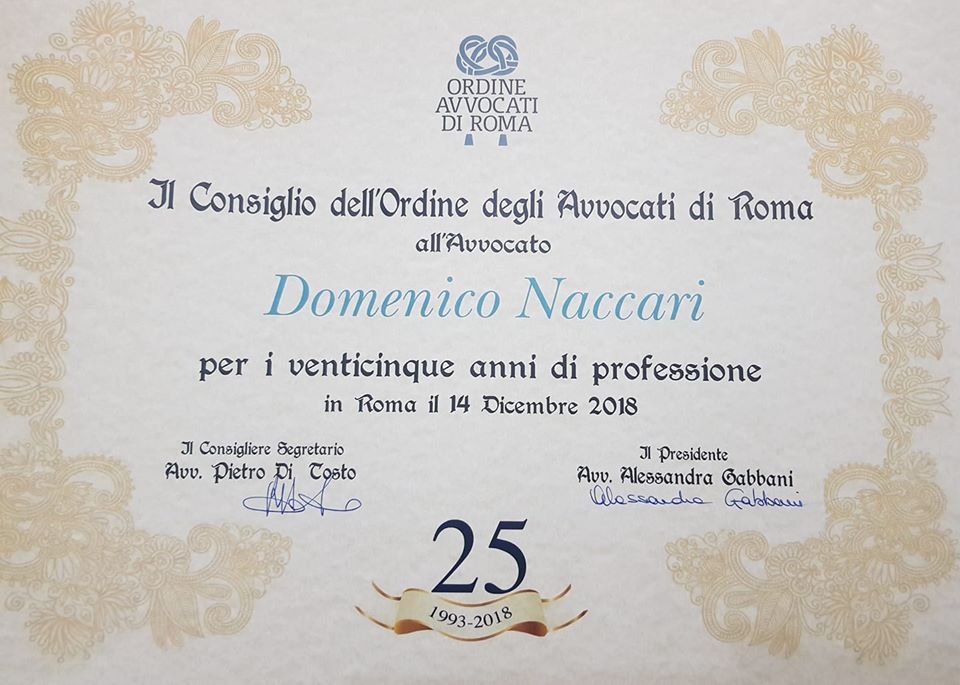 ORDINE
AVVOCATI
DI ROMA
Il Consiglio dell'Ordine degli Avvocati di Roma
all'Avvocato
Domenico Naccari
per i venticinque anni di professione
in Roma il 14 Dicembre 2018
Il Consigliere Segretario
Avv. Pietro Di Tosto
Il Presidente
Avv. Alessandra Gabbani
Alessandra Gabbani
25
1993-2018